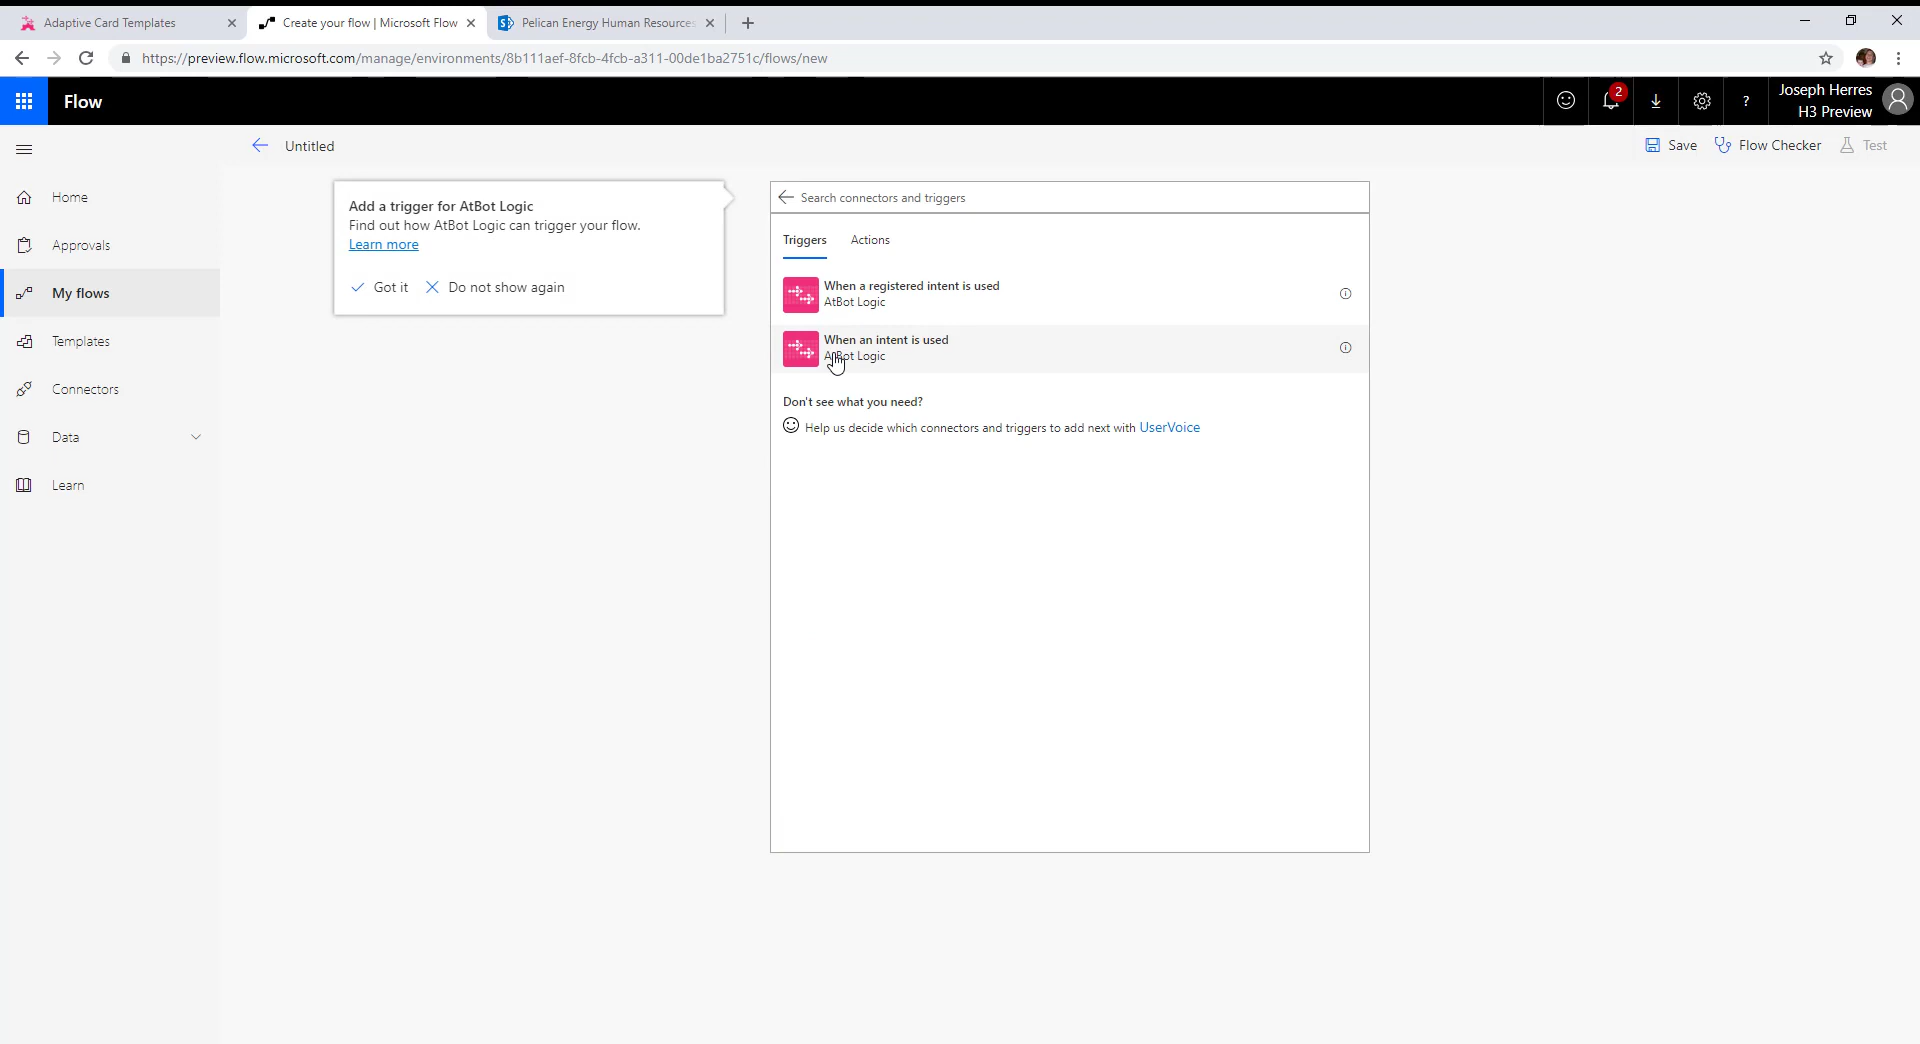 Adaptive Card Templates
Create your flow | Microsoft Flow
Pelican Energy Human Resources
https://preview.flow.microsoft.com/manage/environments/8b111aef-8fcb-4fcb-a311-00de1ba2751c/flows/new
Flow
2
?
Joseph Herres
H3 Preview
Untitled
Save
Flow Checker
Test
Home
Approvals
My flows
Templates
Connectors
Data
Learn
Add a trigger for AtBot Logic
Find out how AtBot Logic can trigger your flow.
Learn more
Got it
Do not show again
Search connectors and triggers
Triggers
Actions
When a registered intent is used
AtBot Logic
When an intent is used
AtBot Logic
Don't see what you need?
Help us decide which connectors and triggers to add next with UserVoice